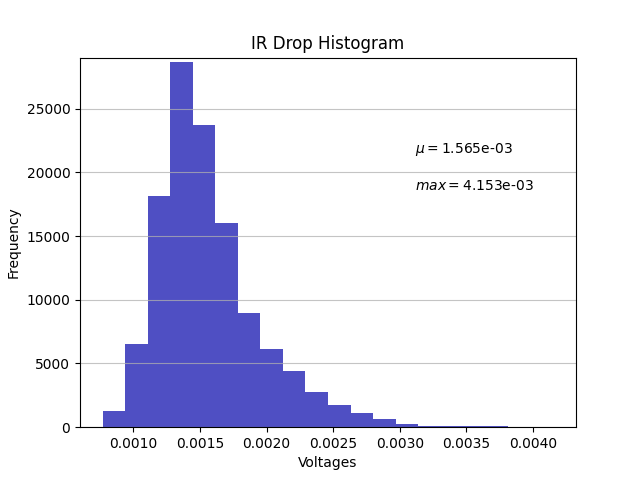 IR Drop Histogram
25000
20000
15000
10000
5000
0
Frequency
μ = 1.565e-03
max = 4.153e-03
0.0010 0.0015 0.0020 0.0025 0.0030 0.0035 0.0040
Voltages